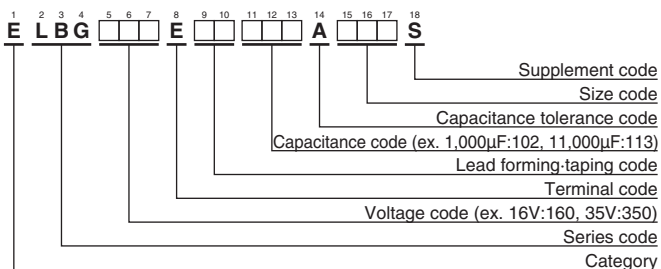 1 2 3 4 5 6 7 8 9 10 11 12 13 14 15 16 17 18
E L B G E A S
Supplement code
Size code
Capacitance tolerance code
Capacitance code (ex. 1,000µF:102, 11,000µF:113)
Lead forming·taping code
Terminal code
Voltage code (ex. 16V:160, 35V:350)
Series code
Category